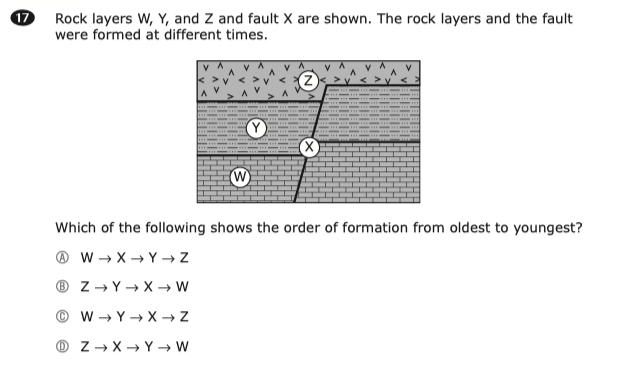 17 Rock layers W, Y, and Z and fault X are shown. The rock layers and the fault
were formed at different times.
Z
Y
X
W
Which of the following shows the order of formation from oldest to youngest?
Ⓐ W → X → Y → Z
Ⓑ Z → Y → X → W
Ⓒ W → Y → X → Z
Ⓓ Z → X → Y → W